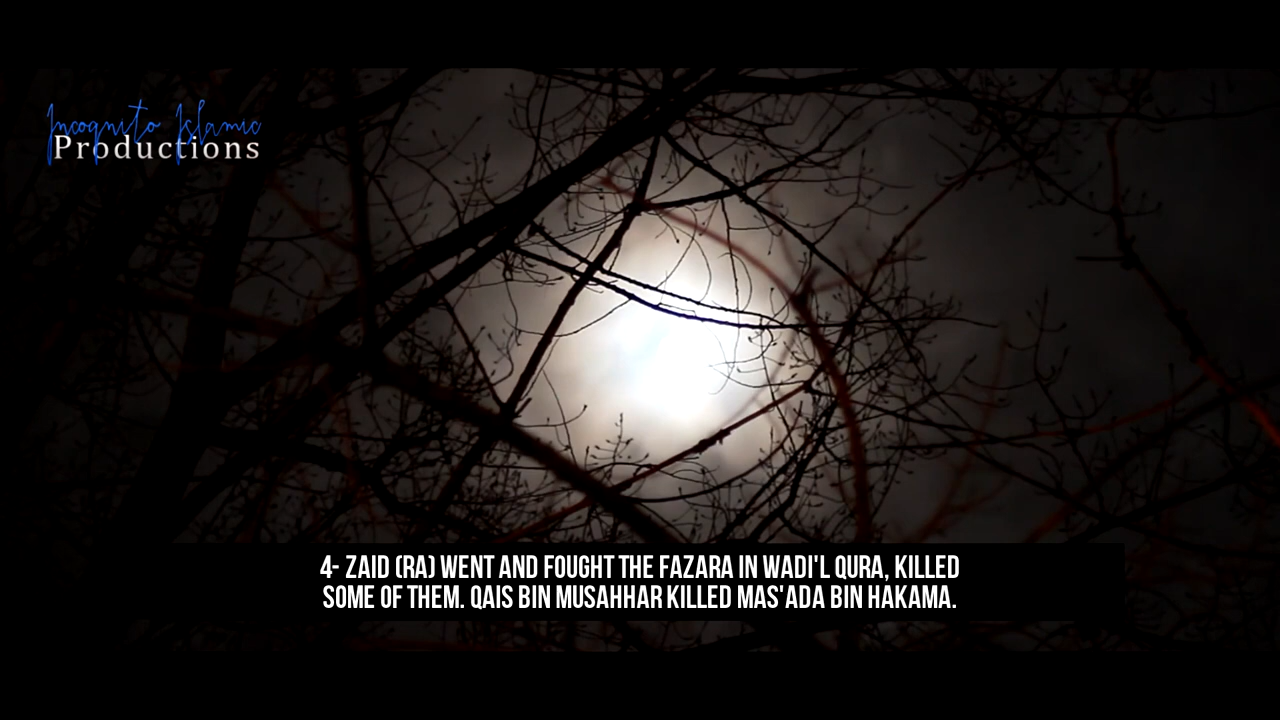 Incognito Islamic
Productions
4- ZAID (RA) WENT AND FOUGHT THE FAZARA IN WADI'L QURA, KILLED
SOME OF THEM. QAIS BIN MUSAHHAR KILLED MAS'ADA BIN HAKAMA.